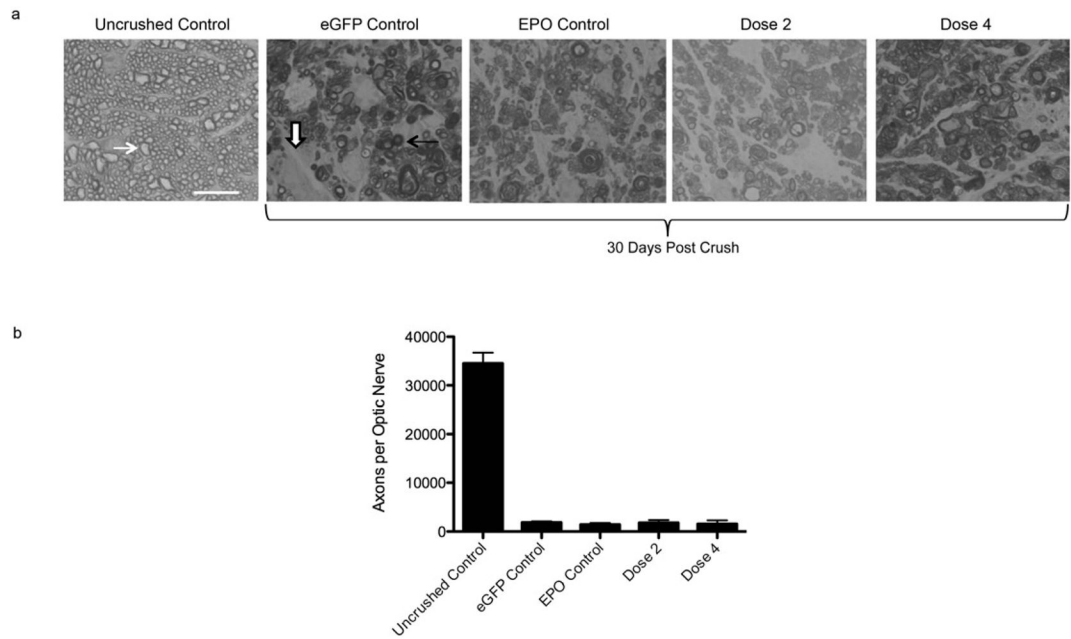 a
Uncrushed Control
eGFP Control
EPO Control
Dose 2
Dose 4
30 Days Post Crush
b
Axons per Optic Nerve
40000
30000
20000
10000
0
Uncrushed Control
eGFP Control
EPO Control
Dose 2
Dose 4